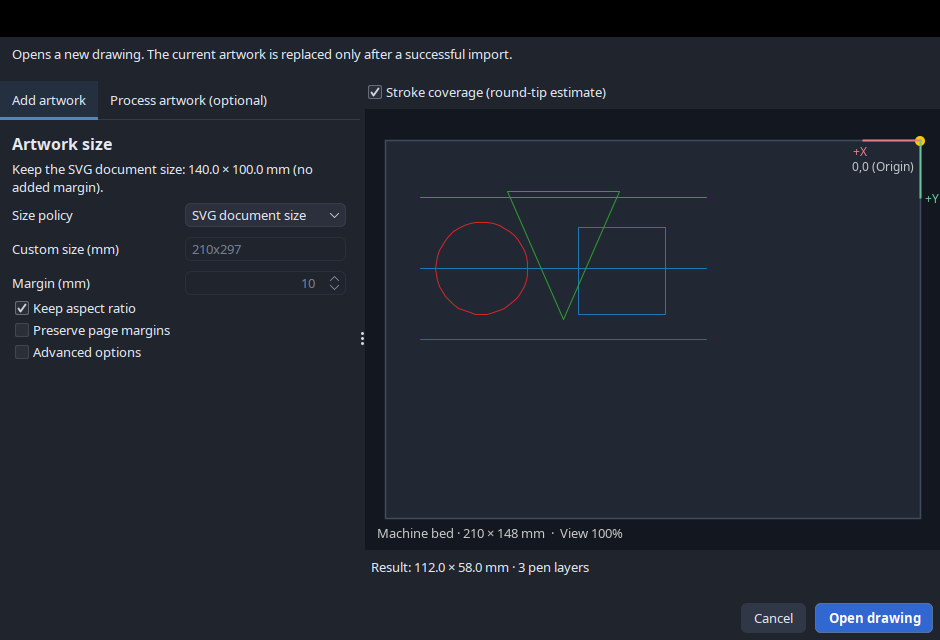 Opens a new drawing. The current artwork is replaced only after a successful import.
Add artwork
Process artwork (optional)
Stroke coverage (round-tip estimate)
Artwork size
Keep the SVG document size: 140.0 × 100.0 mm (no
added margin).
Size policy
SVG document size
Custom size (mm)
210x297
Margin (mm)
10
Keep aspect ratio
Preserve page margins
Advanced options
+X
0,0 (Origin)
+Y
Machine bed · 210 × 148 mm · View 100%
Result: 112.0 × 58.0 mm · 3 pen layers
Cancel
Open drawing